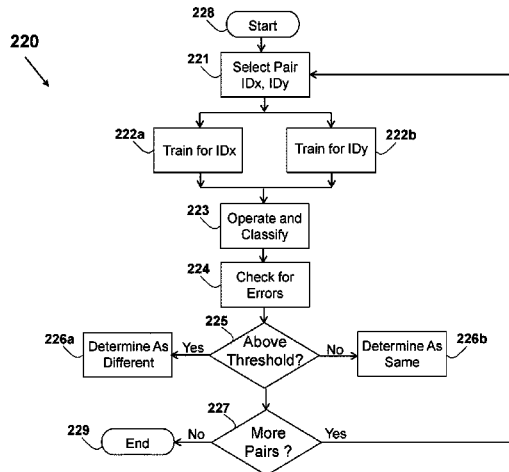 228
Start
220
221
Select Pair
IDx, IDy
222a
Train for IDx
222b
Train for IDy
223
Operate and
Classify
224
Check for
Errors
225
Above
Threshold?
226a
Determine As
Different
Yes
No
Determine As
Same
226b
227
More
Pairs ?
229
End
No
Yes